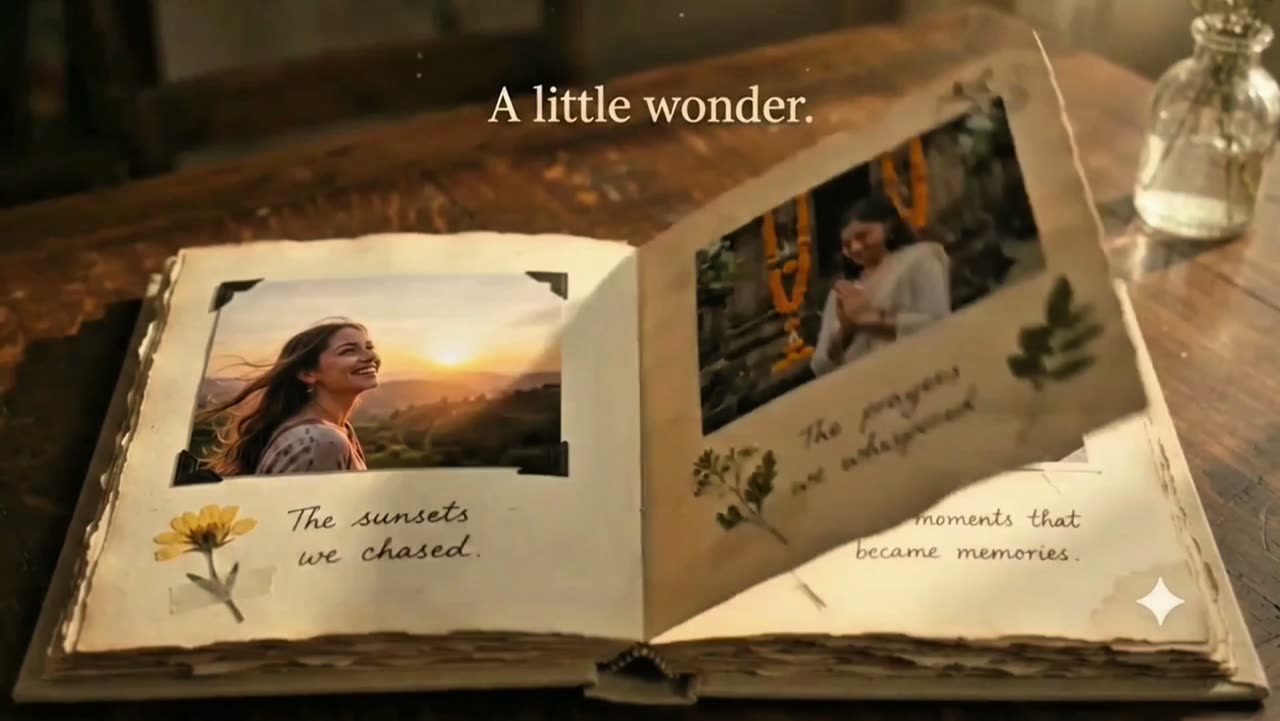 A little wonder.
The sunsets
we chased.
The prayers
we whispered
moments that
became memories.